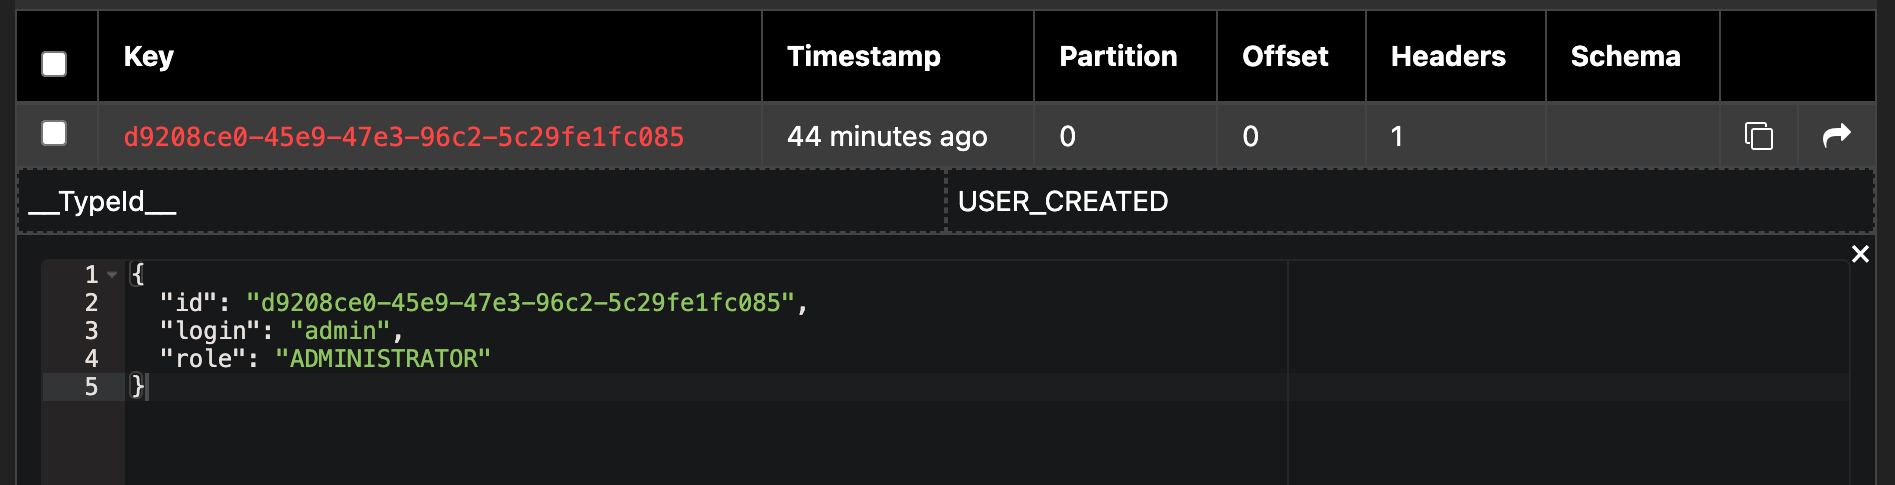 Key Timestamp Partition Offset Headers Schema
d9208ce0-45e9-47e3-96c2-5c29fe1fc085 44 minutes ago 0 0 1
__TypeId__ USER_CREATED
1 {
2 "id": "d9208ce0-45e9-47e3-96c2-5c29fe1fc085",
3 "login": "admin",
4 "role": "ADMINISTRATOR"
5 }